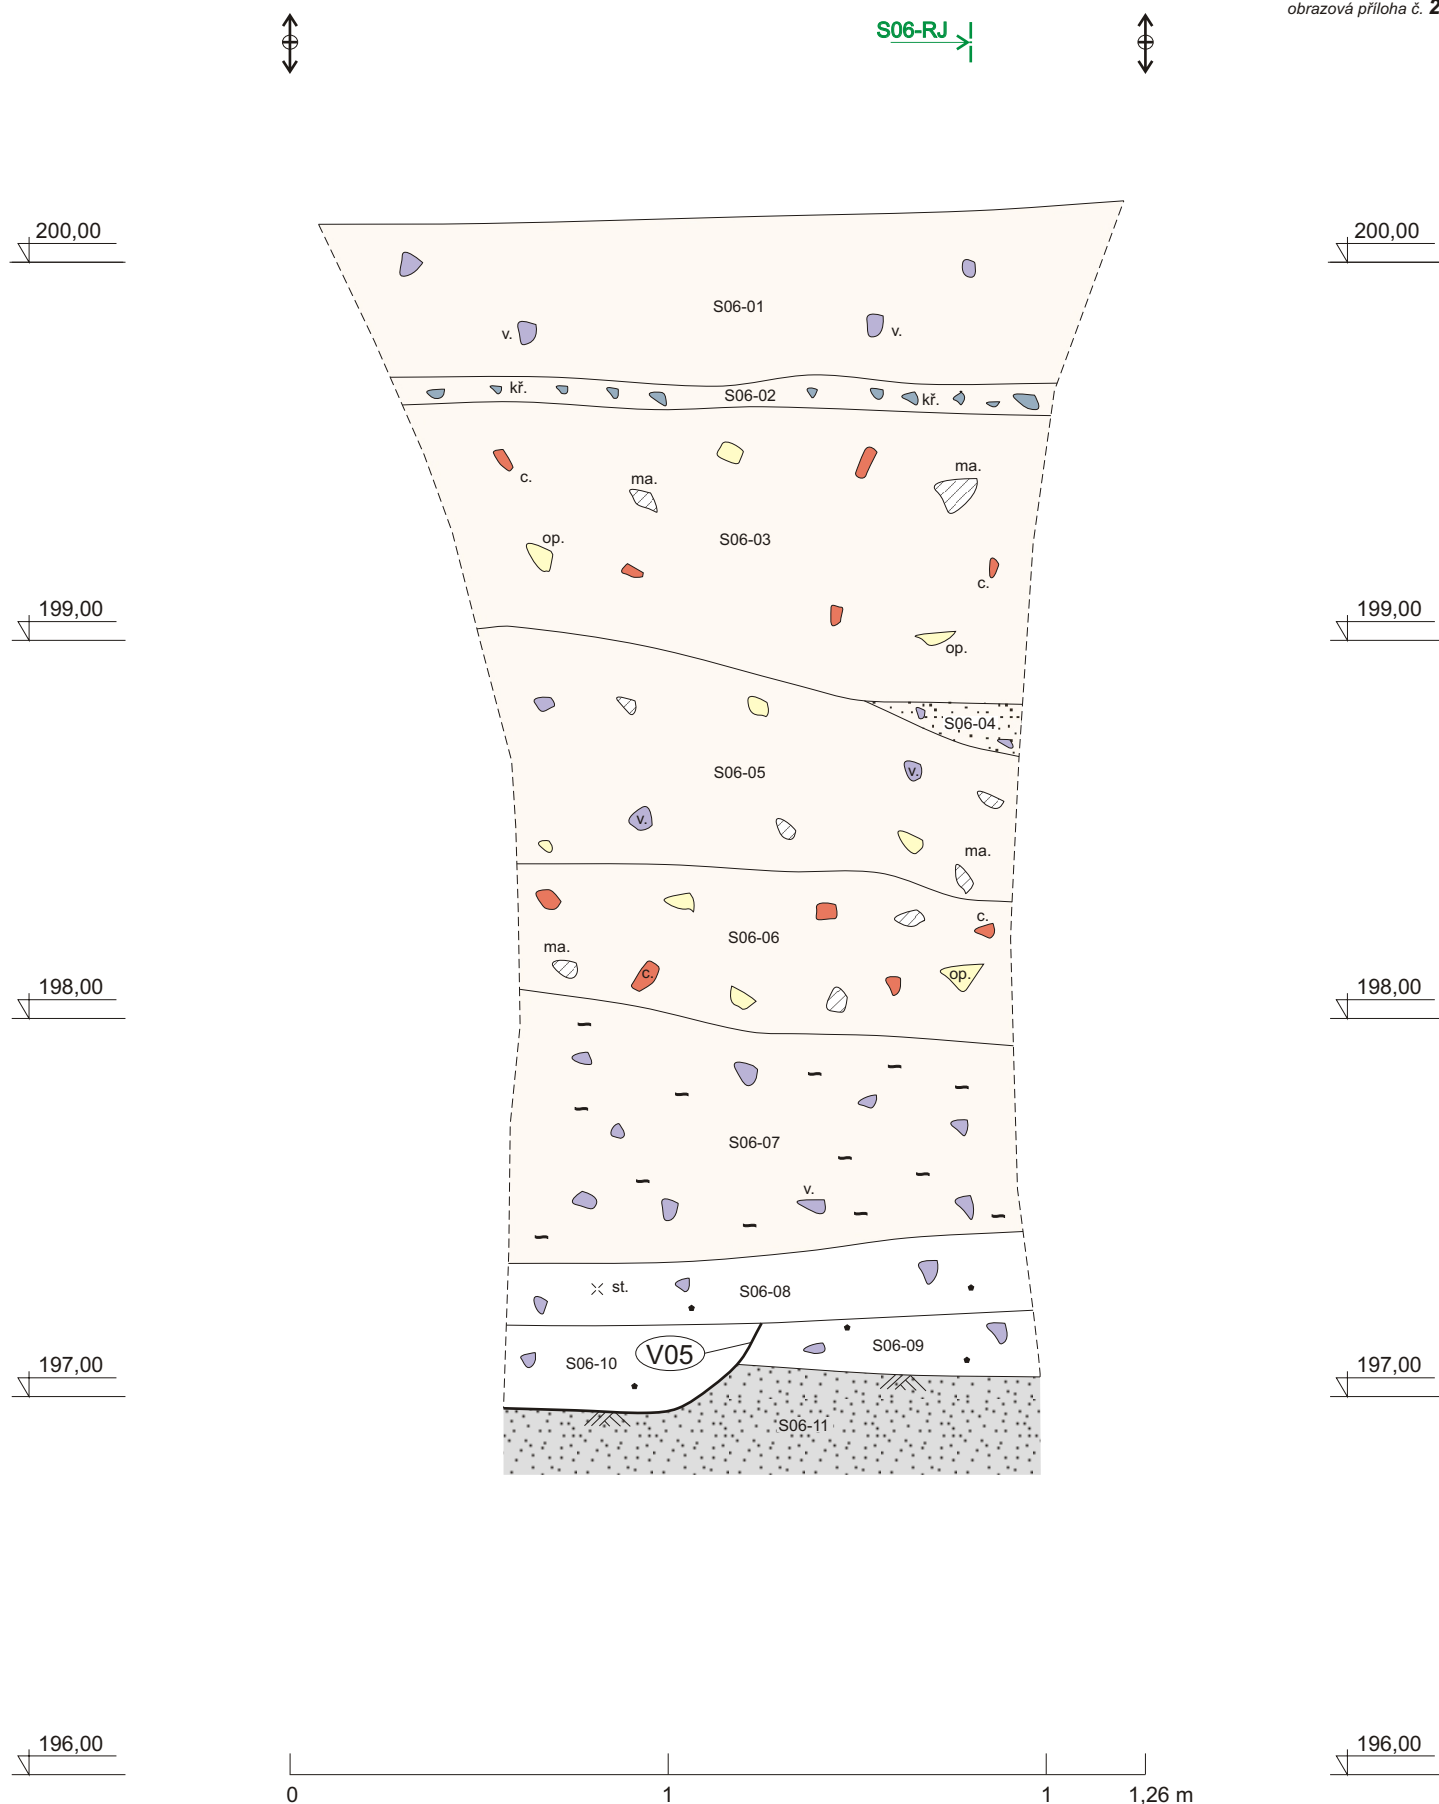 obrazová příloha č. 2
S06-RJ
200,00 200,00
S06-01
v. v.
kř. S06-02 kř.
c. ma. ma.
S06-03
op.
c.
199,00 199,00
op.
S06-04
S06-05 v.
v.
ma.
c.
S06-06
ma. c. op.
198,00 198,00
S06-07
v.
st. S06-08
S06-10 V05 S06-09
197,00 197,00
S06-11
196,00 196,00
0 1 1 1,26 m